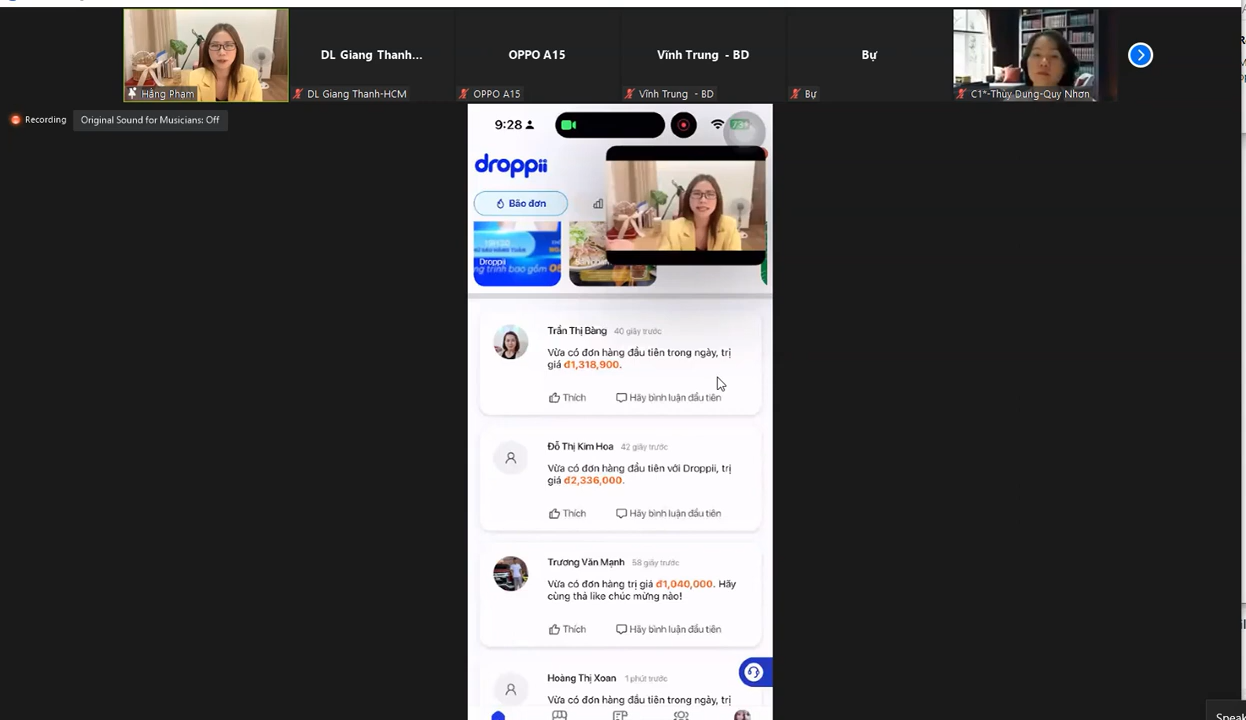 DL Giang Thanh...
OPPO A15
Vĩnh Trung - BD
Bự
Hằng Phạm
DL Giang Thanh-HCM
OPPO A15
Vĩnh Trung - BD
Bự
C1*-Thùy Dung-Quy Nhơn
Recording
Original Sound for Musicians: Off
9:28
droppii
Báo đơn
Droppii
Trần Thị Bàng 40 giây trước
Vừa có đơn hàng đầu tiên trong ngày, trị
giá đ1,318,900.
Thích
Hãy bình luận đầu tiên
Đỗ Thị Kim Hoa 42 giây trước
Vừa có đơn hàng đầu tiên với Droppii, trị
giá đ2,336,000.
Thích
Hãy bình luận đầu tiên
Trương Văn Mạnh 58 giây trước
Vừa có đơn hàng trị giá đ1,040,000. Hãy
cùng thả like chúc mừng nào!
Thích
Hãy bình luận đầu tiên
Hoàng Thị Xoan 1 phút trước
Vừa có đơn hàng đầu tiên trong ngày, trị